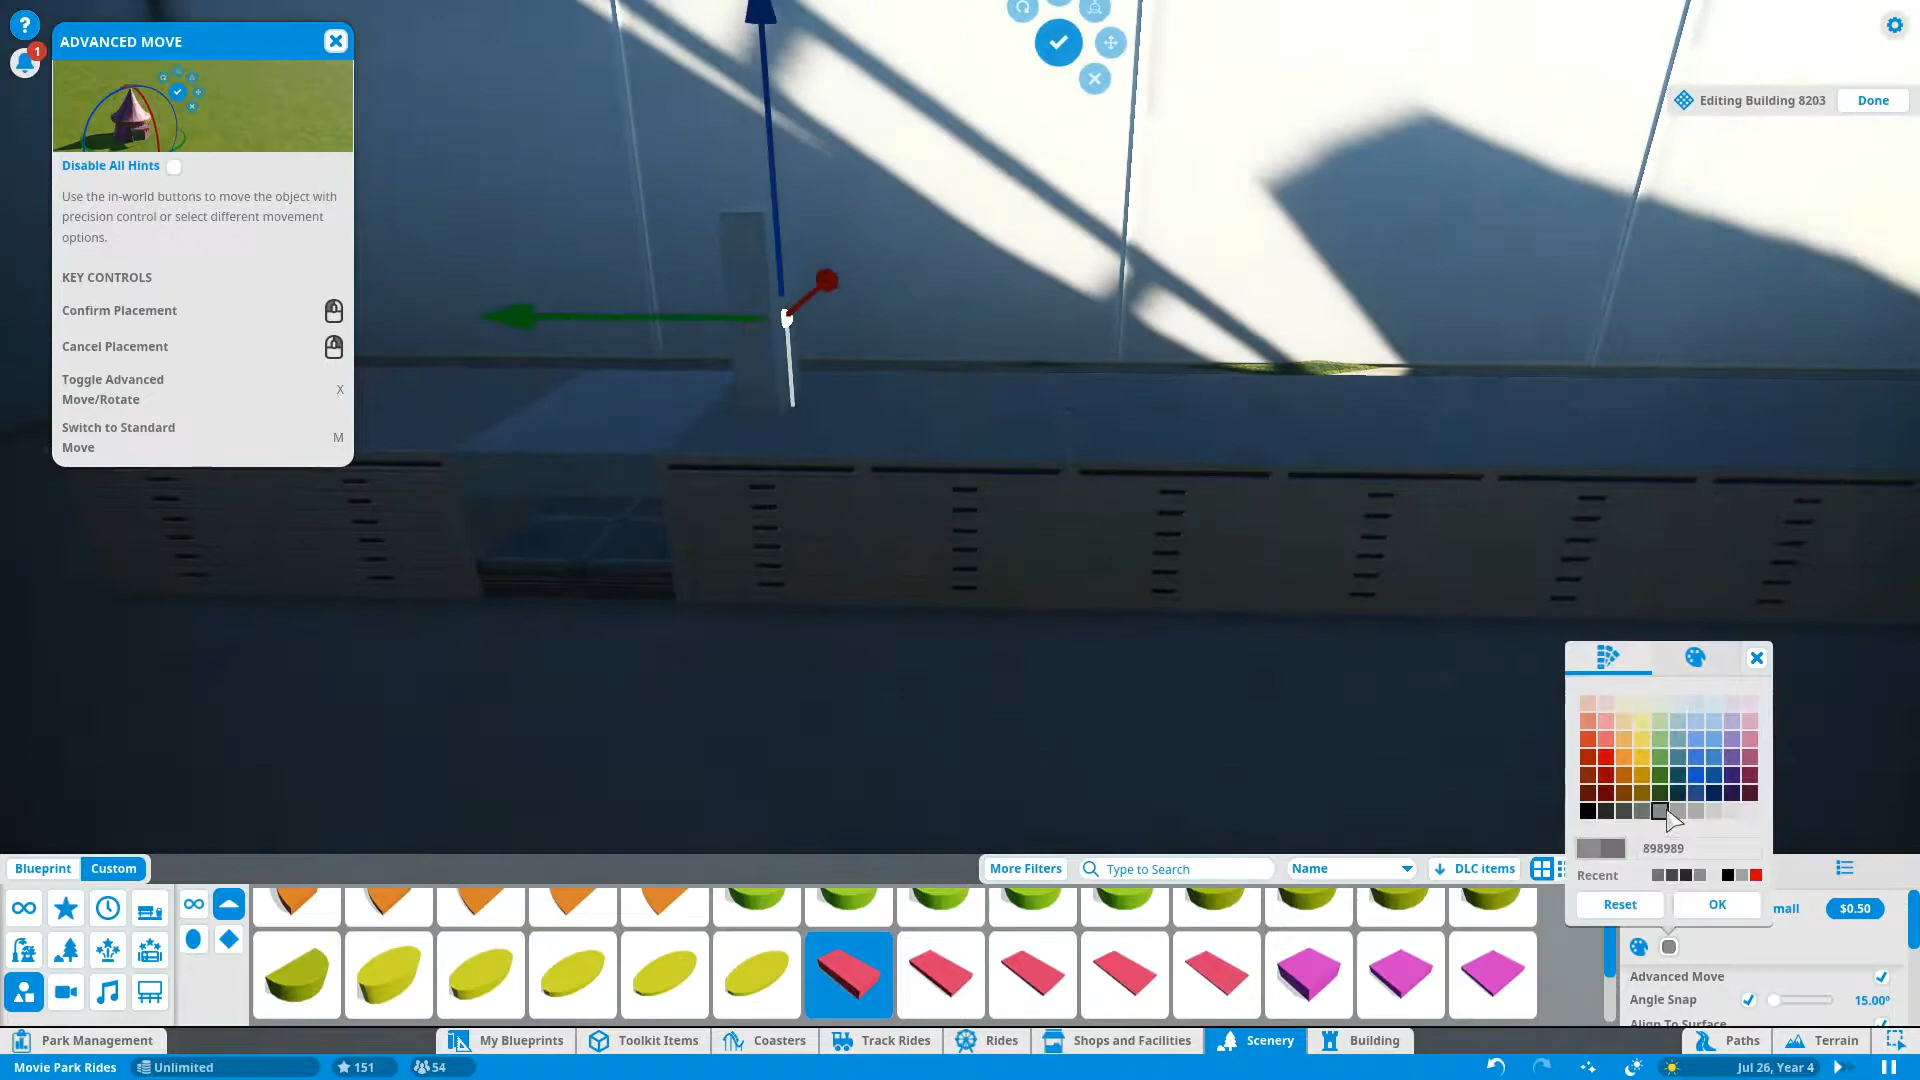 ADVANCED MOVE
1
Disable All Hints
Use the in-world buttons to move the object with
precision control or select different movement
options.
KEY CONTROLS
Confirm Placement
Cancel Placement
Toggle Advanced
Move/Rotate
X
Switch to Standard
Move
M
Editing Building 8203
Done
898989
Recent
Reset
OK
Blueprint
Custom
More Filters
Type to Search
Name
DLC items
mall
$0.50
Advanced Move
Angle Snap
15.00°
Align To Surface
Park Management
My Blueprints
Toolkit Items
Coasters
Track Rides
Rides
Shops and Facilities
Scenery
Building
Paths
Terrain
Movie Park Rides
Unlimited
151
54
Jul 26, Year 4